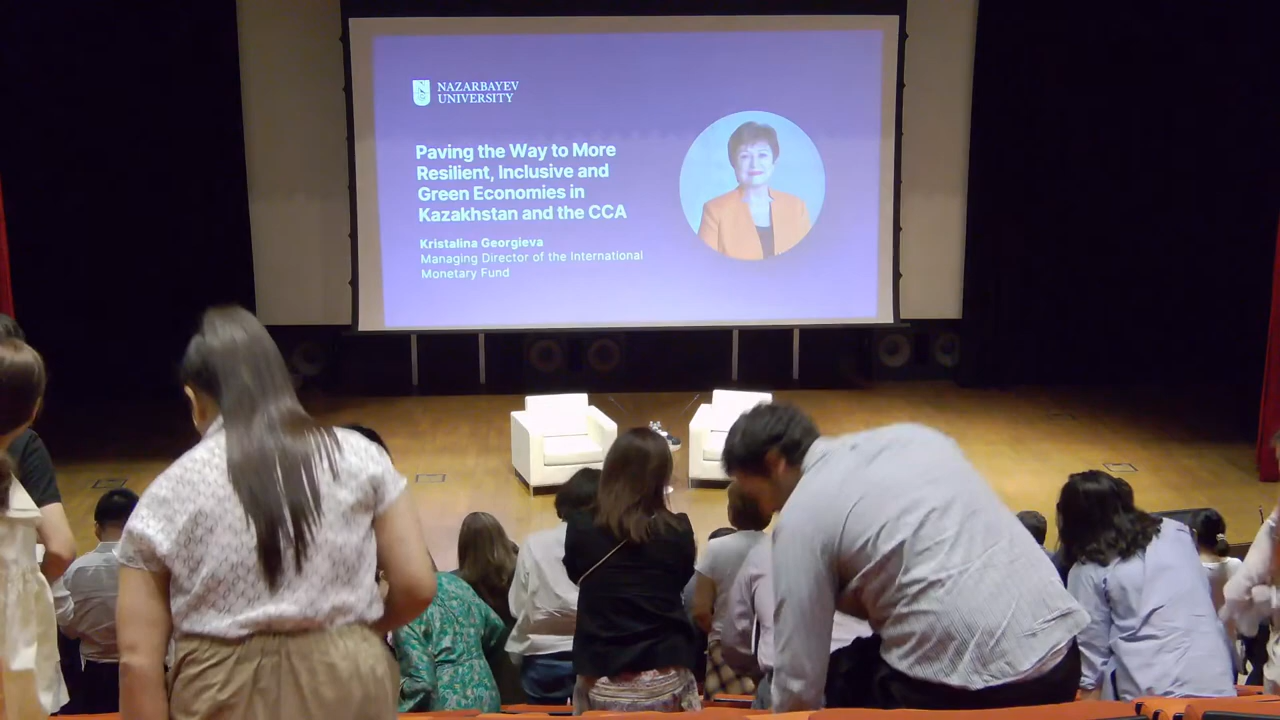 NAZARBAYEV
UNIVERSITY
Paving the Way to More
Resilient, Inclusive and
Green Economies in
Kazakhstan and the CCA
Kristalina Georgieva
Managing Director of the International
Monetary Fund